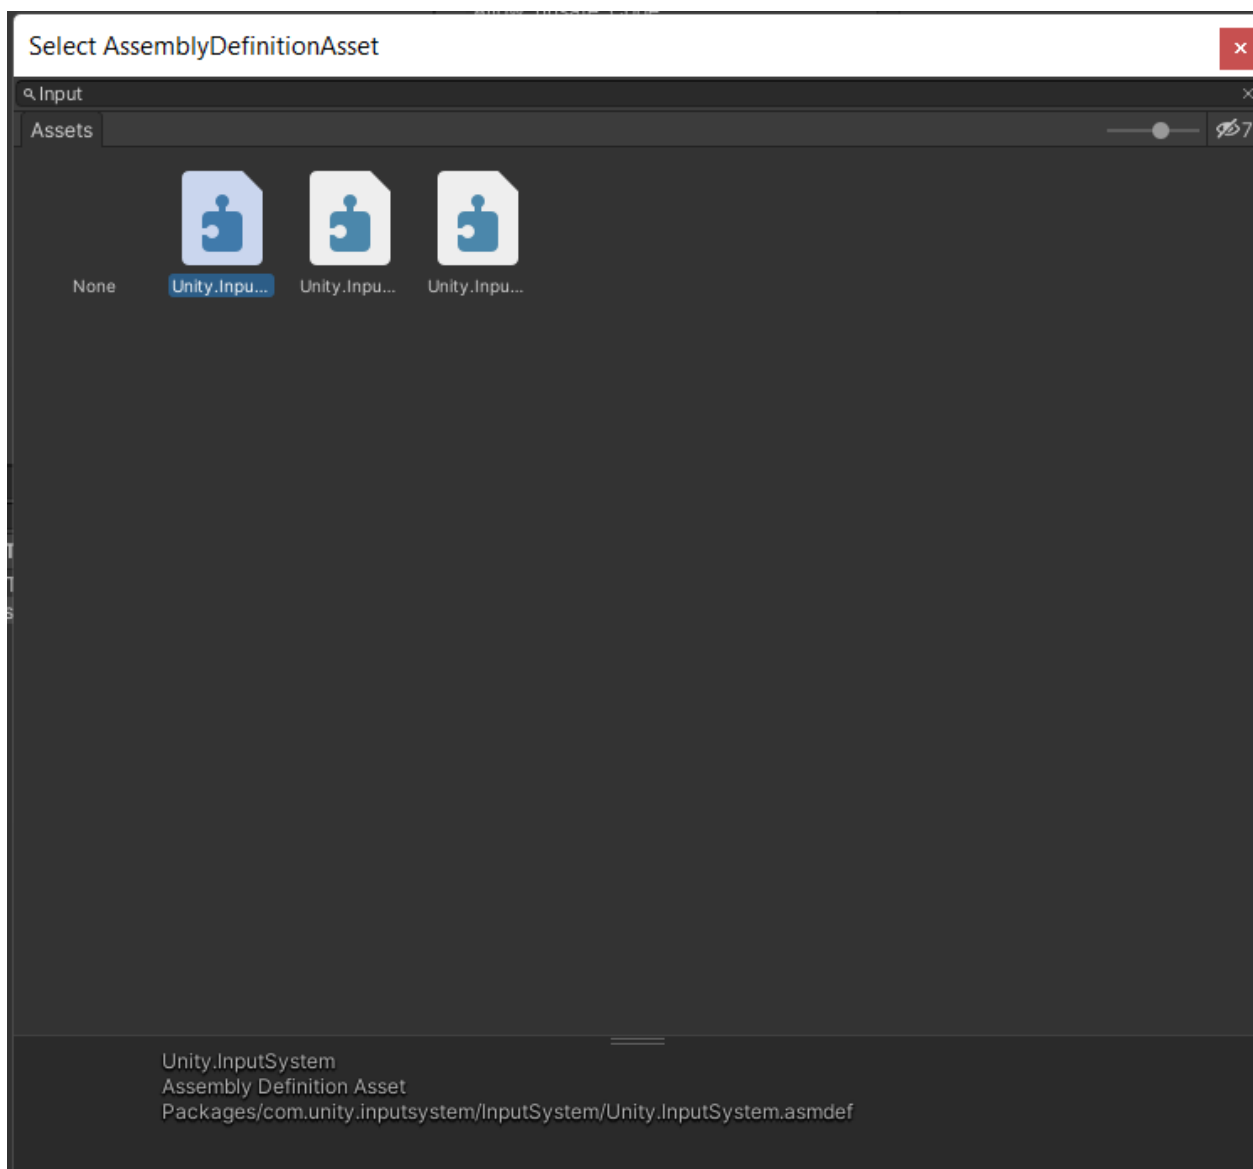 Select AssemblyDefinitionAsset
Input
Assets
7
None
Unity.Inpu...
Unity.Inpu...
Unity.Inpu...
Unity.InputSystem
Assembly Definition Asset
Packages/com.unity.inputsystem/InputSystem/Unity.InputSystem.asmdef